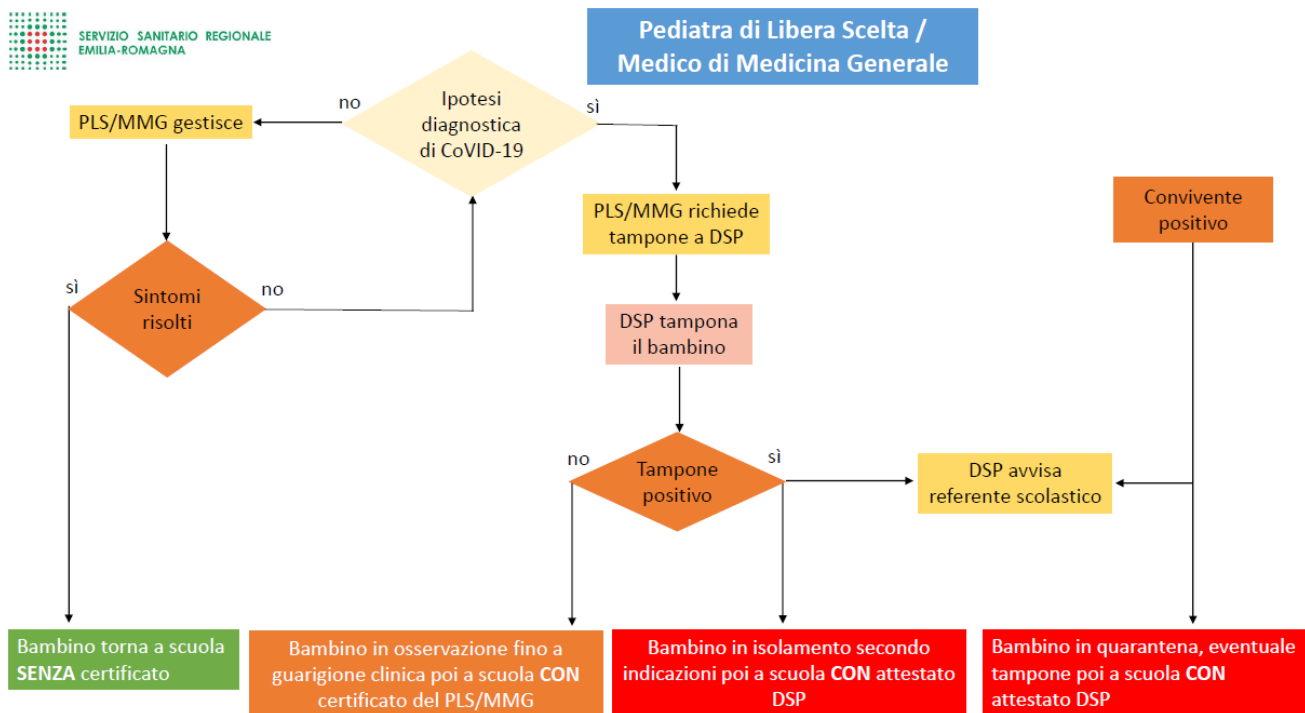 SERVIZIO SANITARIO REGIONALE
EMILIA-ROMAGNA
Pediatra di Libera Scelta /
Medico di Medicina Generale
no
Ipotesi
diagnostica
di CoVID-19
sì
PLS/MMG gestisce
PLS/MMG richiede
tampone a DSP
Convivente
positivo
sì
Sintomi
risolti
no
DSP tampona
il bambino
no
Tampone
positivo
sì
DSP avvisa
referente scolastico
Bambino torna a scuola
SENZA certificato
Bambino in osservazione fino a
guarigione clinica poi a scuola CON
certificato del PLS/MMG
Bambino in isolamento secondo
indicazioni poi a scuola CON attestato
DSP
Bambino in quarantena, eventuale
tampone poi a scuola CON
attestato DSP